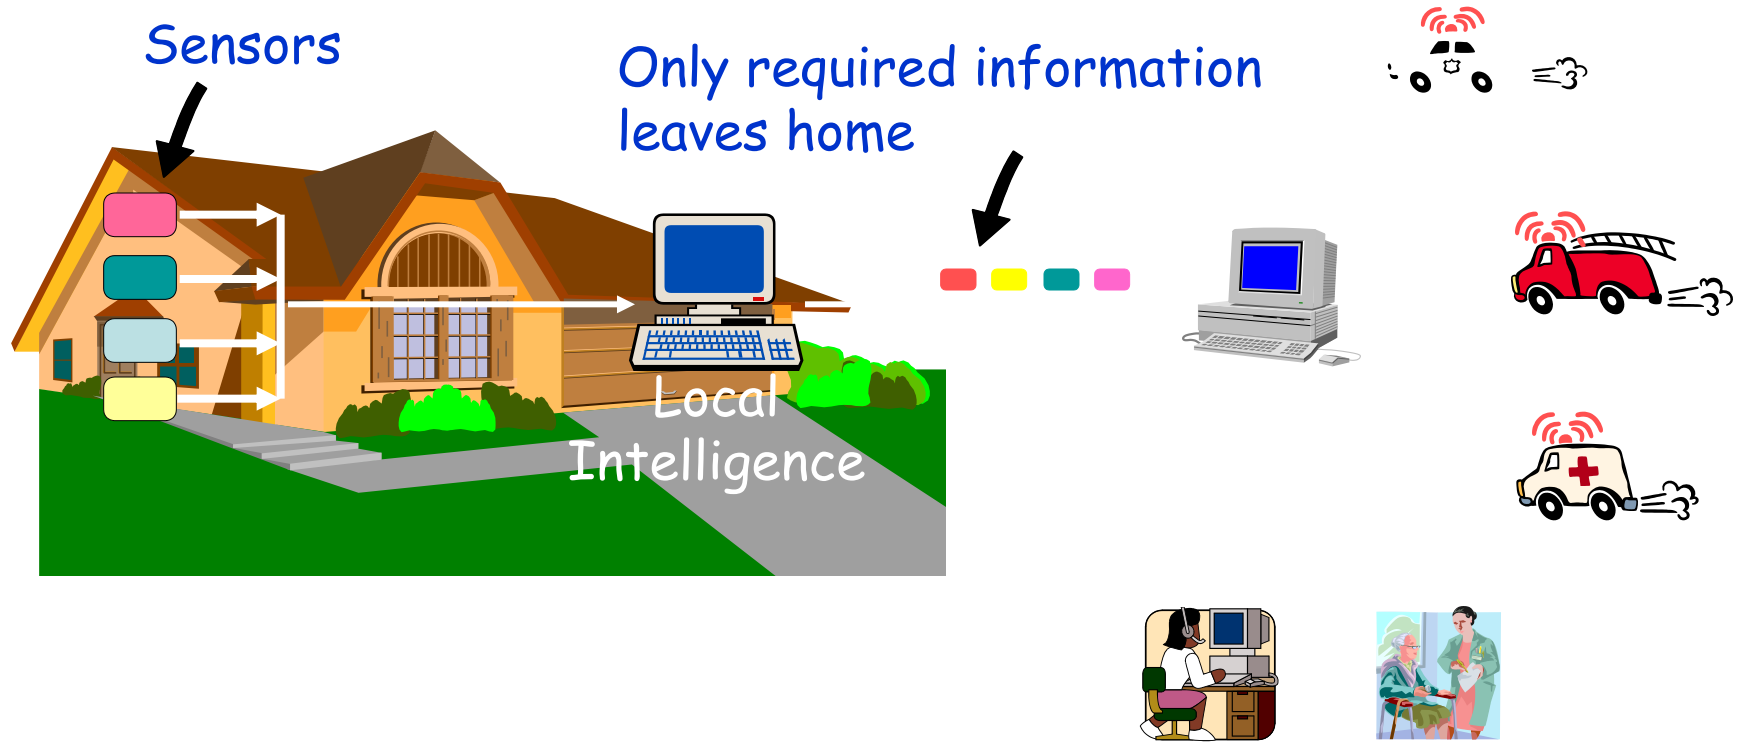 Sensors
Only required information
leaves home
Local
Intelligence